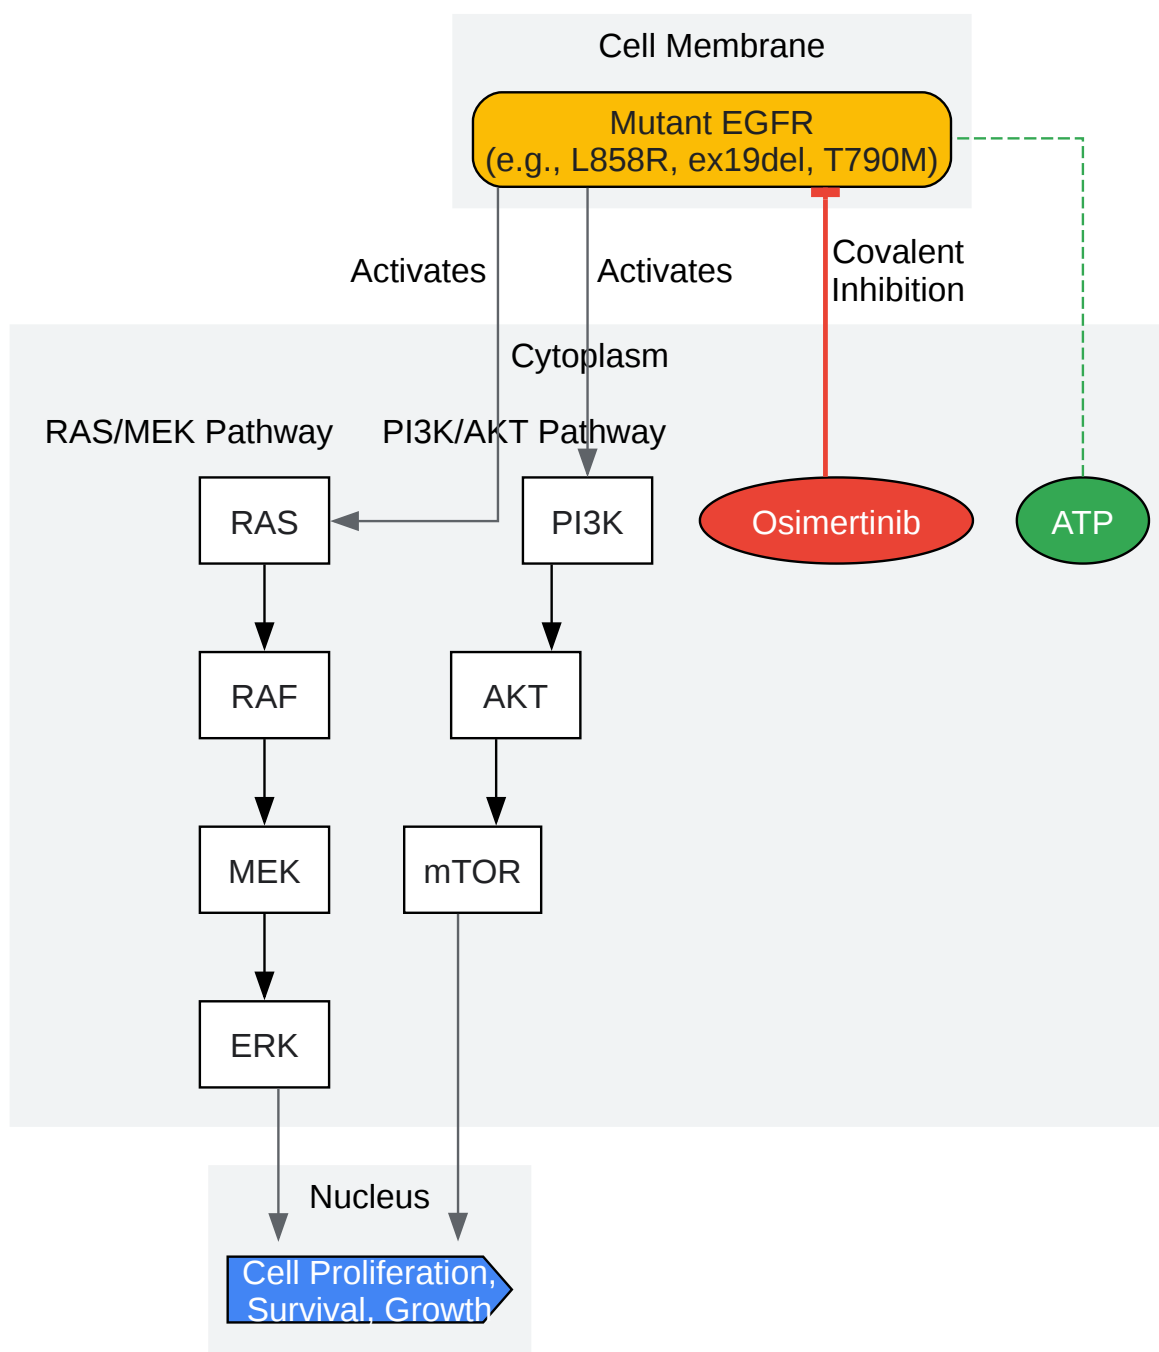 Cell Membrane
Mutant EGFR
(e.g., L858R, ex19del, T790M)
Activates
Activates
Covalent
Inhibition
Cytoplasm
RAS/MEK Pathway
PI3K/AKT Pathway
RAS
PI3K
Osimertinib
ATP
RAF
AKT
MEK
mTOR
ERK
Nucleus
Cell Proliferation,
Survival, Growth